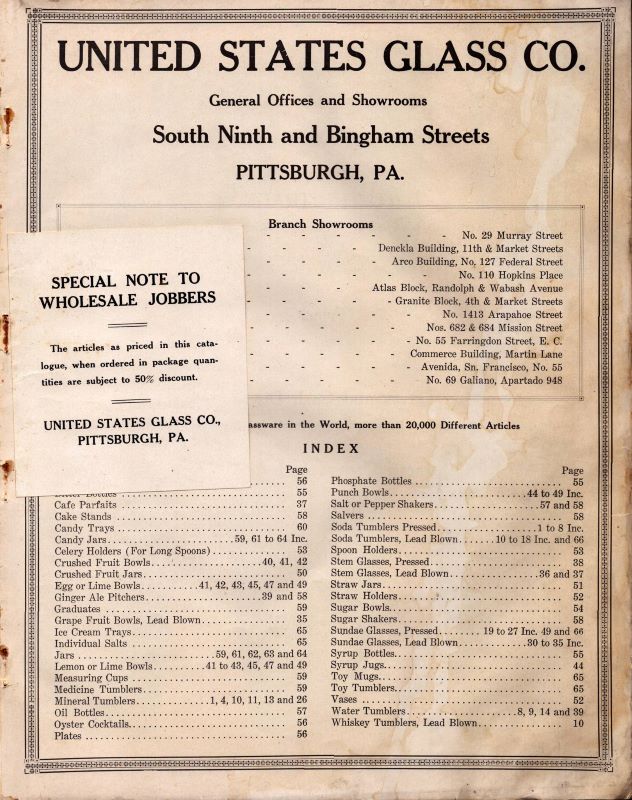 UNITED STATES GLASS CO.
General Offices and Showrooms
South Ninth and Bingham Streets
PITTSBURGH, PA.
Branch Showrooms
- - - - - - No. 29 Murray Street
- - - Denckla Building, 11th & Market Streets
- - - - Arco Building, No, 127 Federal Street
- - - - - - No. 110 Hopkins Place
- - Atlas Block, Randolph & Wabash Avenue
- - - - Granite Block, 4th & Market Streets
- - - - - No. 1413 Arapahoe Street
- - - - Nos. 682 & 684 Mission Street
- - - - No. 55 Farringdon Street, E. C.
- - - - Commerce Building, Martin Lane
- - - - Avenida, Sn. Francisco, No. 55
- - - - - No. 69 Galiano, Apartado 948
SPECIAL NOTE TO
WHOLESALE JOBBERS
The articles as priced in this cata-
logue, when ordered in package quan-
tities are subject to 50% discount.
UNITED STATES GLASS CO.,
PITTSBURGH, PA.
assware in the World, more than 20,000 Different Articles
INDEX
Page
56
Bitter Bottles 55
Cafe Parfaits 37
Cake Stands 58
Candy Trays 60
Candy Jars 59, 61 to 64 Inc.
Celery Holders (For Long Spoons) 53
Crushed Fruit Bowls 40, 41, 42
Crushed Fruit Jars 50
Egg or Lime Bowls 41, 42, 43, 45, 47 and 49
Ginger Ale Pitchers 39 and 58
Graduates 59
Grape Fruit Bowls, Lead Blown 35
Ice Cream Trays 65
Individual Salts 65
Jars 59, 61, 62, 63 and 64
Lemon or Lime Bowls 41 to 43, 45, 47 and 49
Measuring Cups 59
Medicine Tumblers 59
Mineral Tumblers 1, 4, 10, 11, 13 and 26
Oil Bottles 57
Oyster Cocktails 56
Plates 56
Page
Phosphate Bottles 55
Punch Bowls 44 to 49 Inc.
Salt or Pepper Shakers 57 and 58
Salvers 58
Soda Tumblers Pressed 1 to 8 Inc.
Soda Tumblers, Lead Blown 10 to 18 Inc. and 66
Spoon Holders 53
Stem Glasses, Pressed 38
Stem Glasses, Lead Blown 36 and 37
Straw Jars 51
Straw Holders 52
Sugar Bowls 54
Sugar Shakers 58
Sundae Glasses, Pressed 19 to 27 Inc. 49 and 66
Sundae Glasses, Lead Blown 30 to 35 Inc.
Syrup Bottles 55
Syrup Jugs 44
Toy Mugs 65
Toy Tumblers 65
Vases 52
Water Tumblers 8, 9, 14 and 39
Whiskey Tumblers, Lead Blown 10